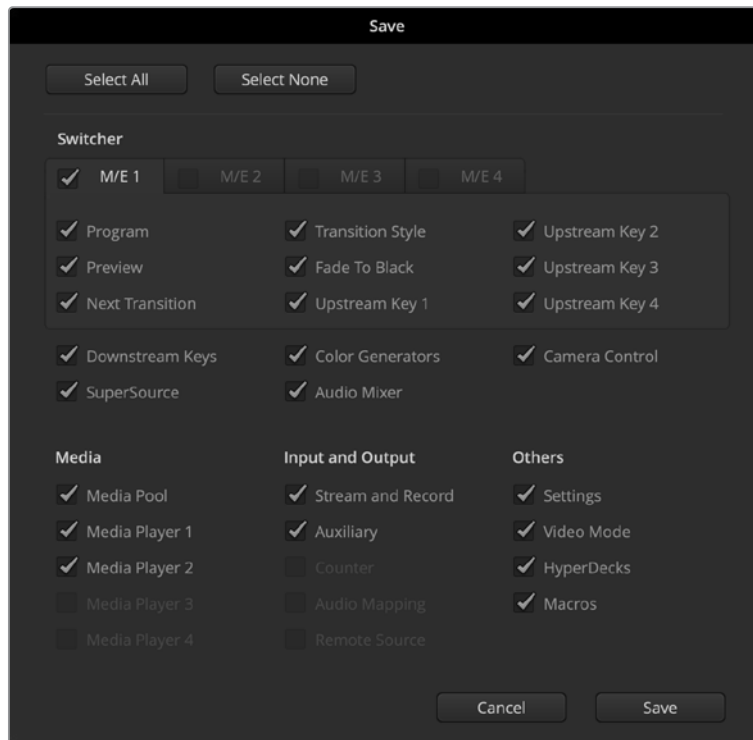 Save
Select All Select None
Switcher
M/E 1 M/E 2 M/E 3 M/E 4
Program Transition Style Upstream Key 2
Preview Fade To Black Upstream Key 3
Next Transition Upstream Key 1 Upstream Key 4
Downstream Keys Color Generators Camera Control
SuperSource Audio Mixer
Media Input and Output Others
Media Pool Stream and Record Settings
Media Player 1 Auxiliary Video Mode
Media Player 2 Counter HyperDecks
Media Player 3 Audio Mapping Macros
Media Player 4 Remote Source
Cancel Save